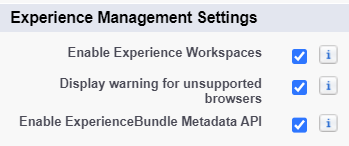 Experience Management Settings
Enable Experience Workspaces
Display warning for unsupported
browsers
Enable ExperienceBundle Metadata API